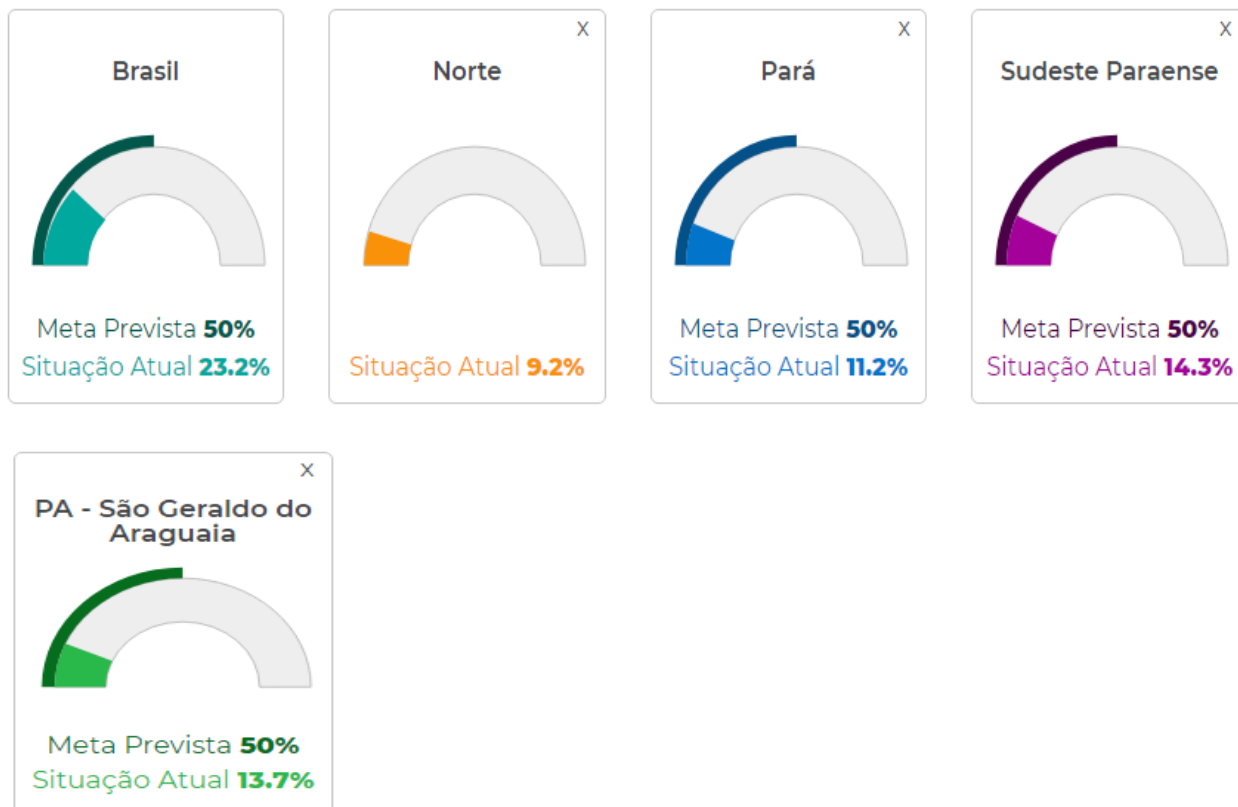 Brasil
Meta Prevista 50%
Situação Atual 23.2%
X
Norte
Situação Atual 9.2%
X
Pará
Meta Prevista 50%
Situação Atual 11.2%
X
Sudeste Paraense
Meta Prevista 50%
Situação Atual 14.3%
X
PA - São Geraldo do
Araguaia
Meta Prevista 50%
Situação Atual 13.7%